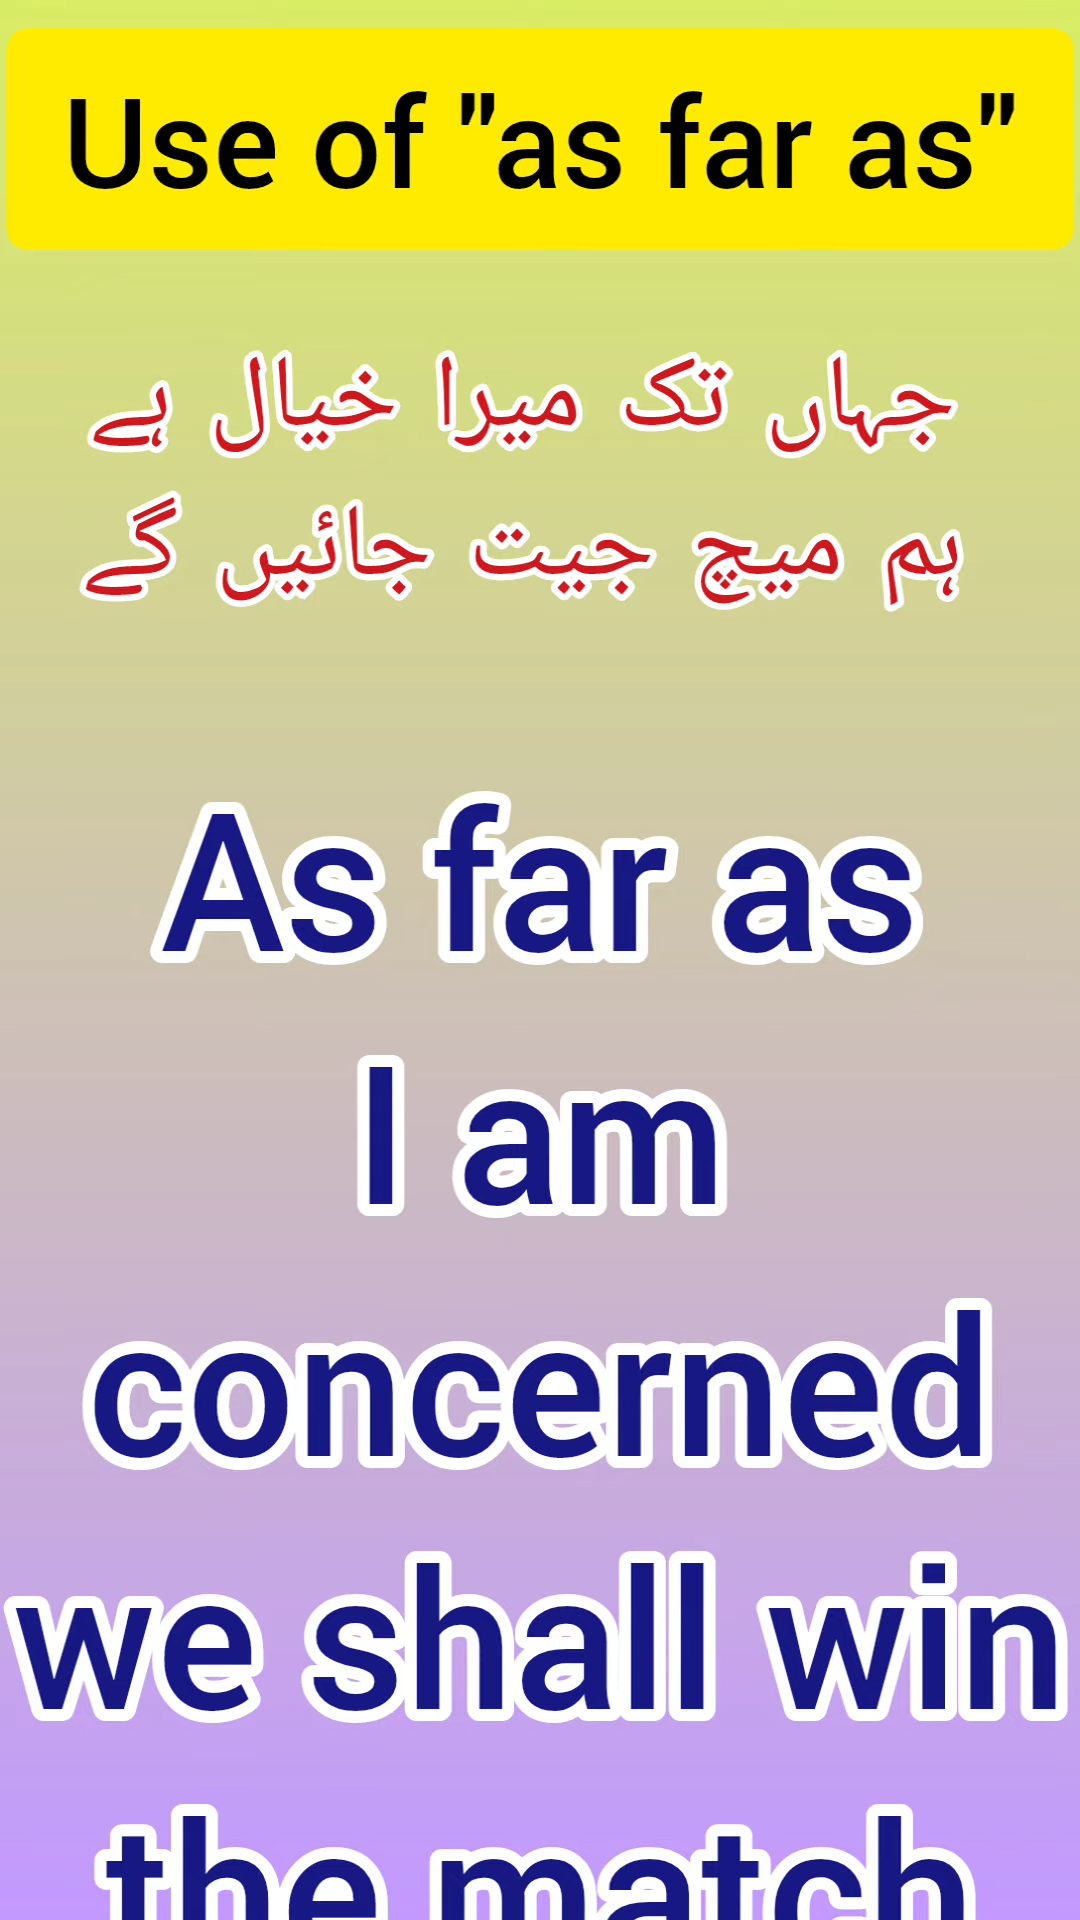 Use of "as far as"
جہاں تک میرا خیال ہے
ہم میچ جیت جائیں گے
As far as
I am
concerned
we shall win
the match